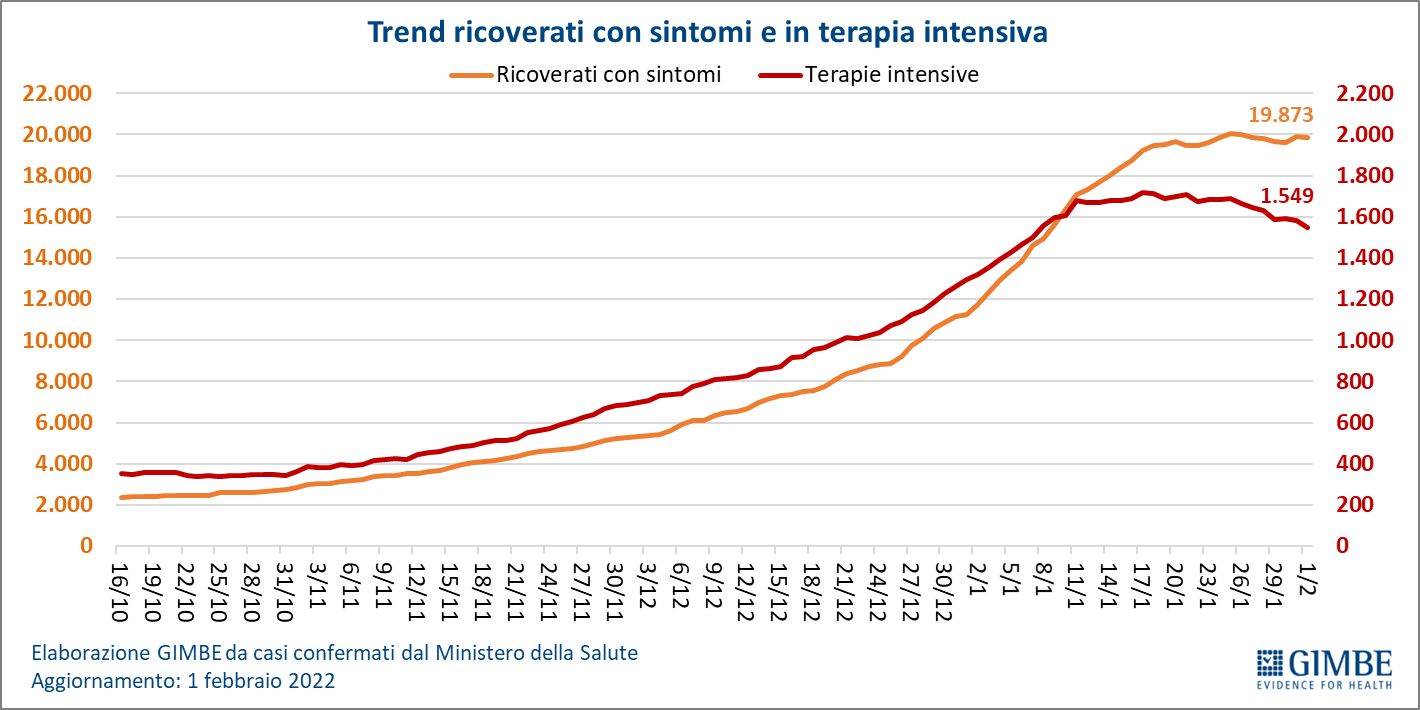 Trend ricoverati con sintomi e in terapia intensiva
Ricoverati con sintomi Terapie intensive
22.000 2.200
20.000 2.000
18.000 1.800
16.000 1.600
14.000 1.400
12.000 1.200
10.000 1.000
8.000 800
6.000 600
4.000 400
2.000 200
0 0
19.873
1.549
16/10 19/10 22/10 25/10 28/10 31/10 3/11 6/11 9/11 12/11 15/11 18/11 21/11 24/11 27/11 30/11 3/12 6/12 9/12 12/12 15/12 18/12 21/12 24/12 27/12 30/12 2/1 5/1 8/1 11/1 14/1 17/1 20/1 23/1 26/1 29/1 1/2
Elaborazione GIMBE da casi confermati dal Ministero della Salute
Aggiornamento: 1 febbraio 2022
GIMBE
EVIDENCE FOR HEALTH